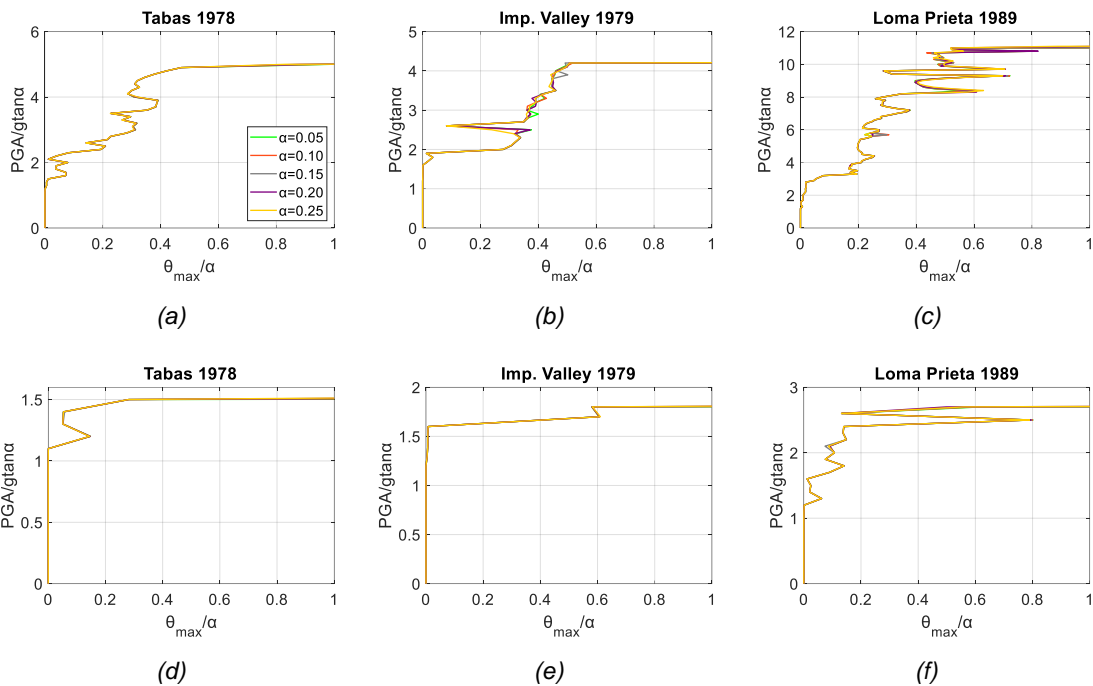 Tabas 1978
PGA/gtanα
6
4
2
0
0 0.2 0.4 0.6 0.8 1
θmax/α
α=0.05
α=0.10
α=0.15
α=0.20
α=0.25
(a)
Imp. Valley 1979
PGA/gtanα
5
4
3
2
1
0
0 0.2 0.4 0.6 0.8 1
θmax/α
(b)
Loma Prieta 1989
PGA/gtanα
12
10
8
6
4
2
0
0 0.2 0.4 0.6 0.8 1
θmax/α
(c)
Tabas 1978
PGA/gtanα
1.5
1
0.5
0
0 0.2 0.4 0.6 0.8 1
θmax/α
(d)
Imp. Valley 1979
PGA/gtanα
2
1.5
1
0.5
0
0 0.2 0.4 0.6 0.8 1
θmax/α
(e)
Loma Prieta 1989
PGA/gtanα
3
2
1
0
0 0.2 0.4 0.6 0.8 1
θmax/α
(f)